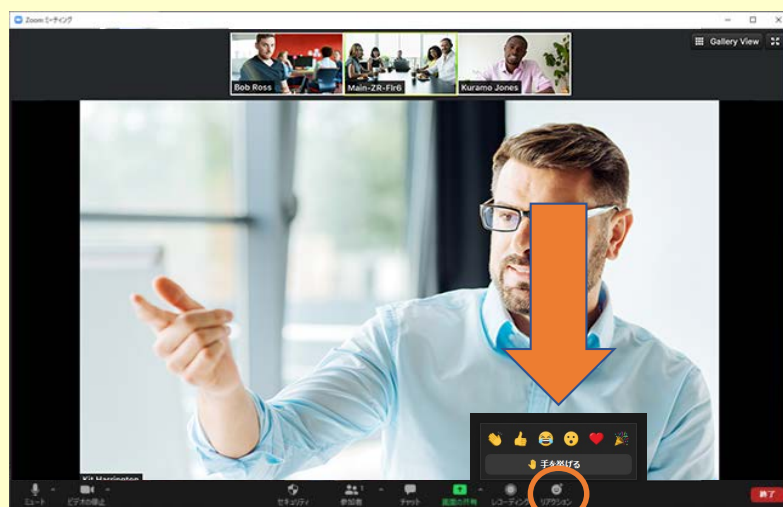 Zoom ミーティング
Gallery View
Bob Ross
Main-ZR-Flr6
Kuramo Jones
手を挙げる
Kit Harrington
ミュート
ビデオの停止
セキュリティ
参加者
1
チャット
画面の共有
レコーディング
リアクション
終了